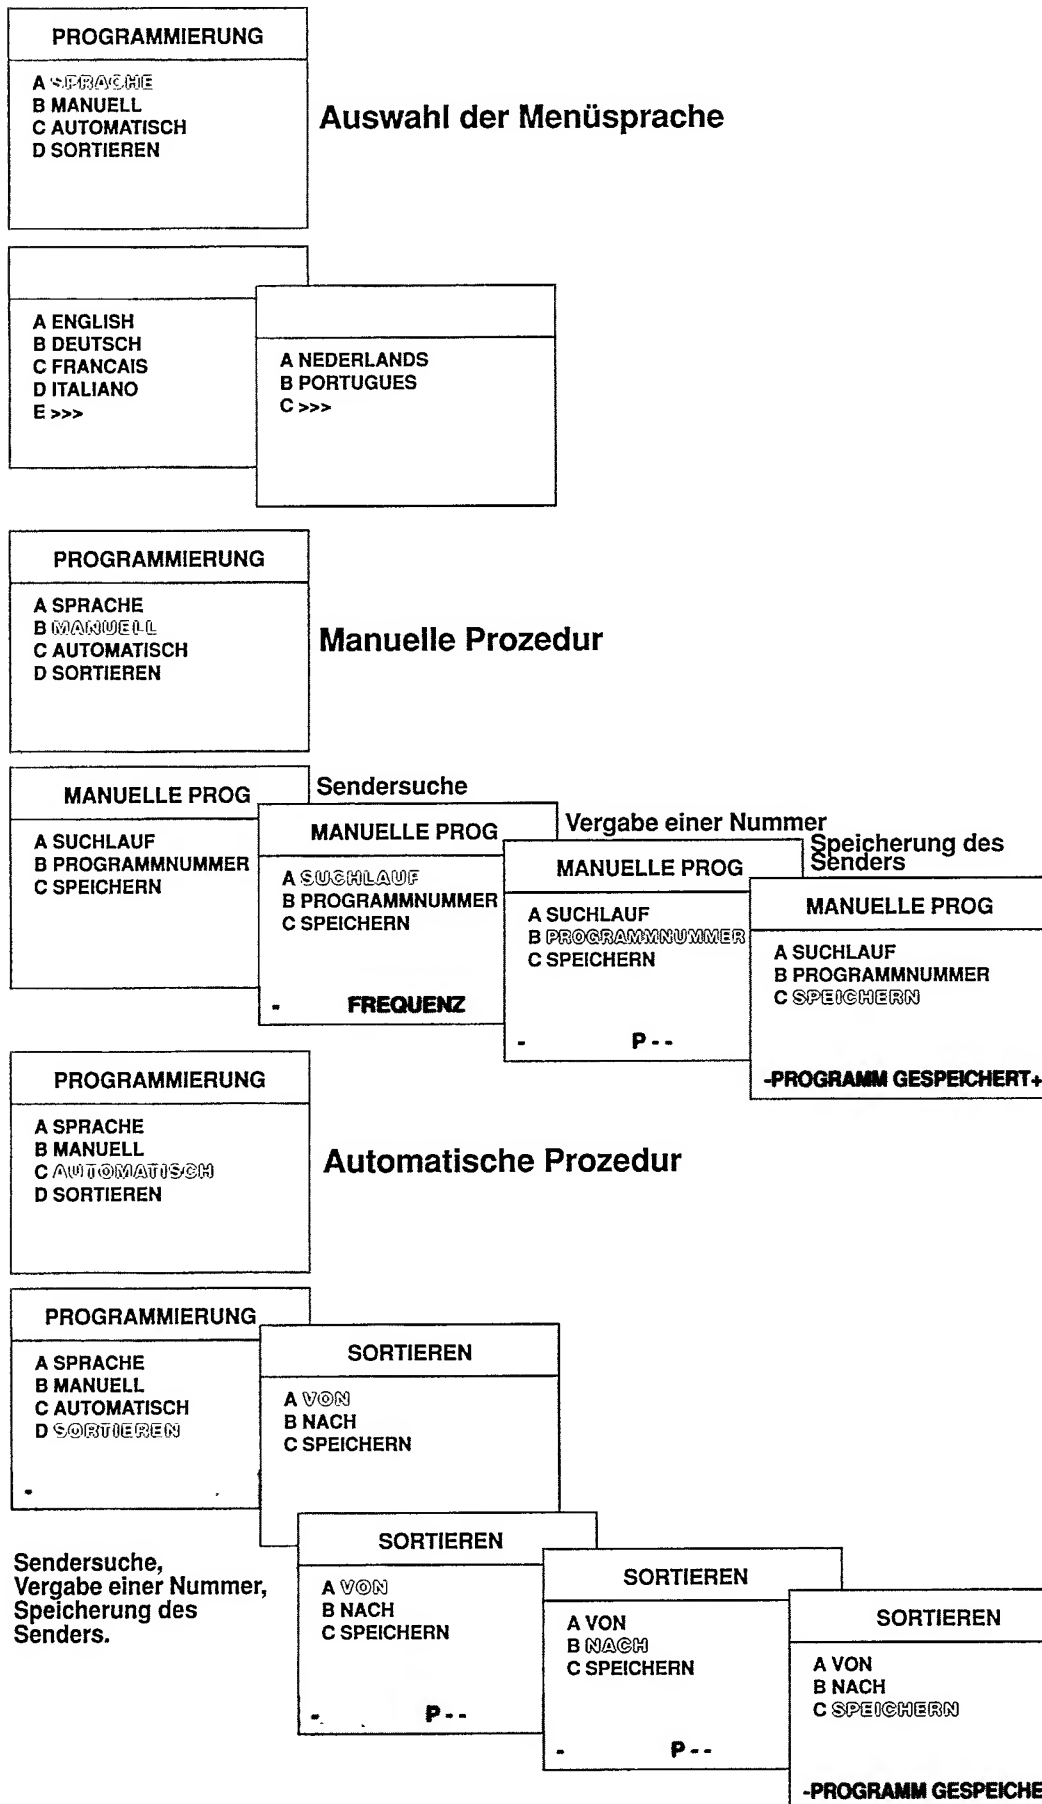 PROGRAMMIERUNG
A SPRACHE
B MANUELL
C AUTOMATISCH
D SORTIEREN
Auswahl der Menüsprache
A ENGLISH
B DEUTSCH
C FRANCAIS
D ITALIANO
E >>>
A NEDERLANDS
B PORTUGUES
C >>>
PROGRAMMIERUNG
A SPRACHE
B MANUELL
C AUTOMATISCH
D SORTIEREN
Manuelle Prozedur
MANUELLE PROG
A SUCHLAUF
B PROGRAMMNUMMER
C SPEICHERN
Sendersuche
MANUELLE PROG
A SUCHLAUF
B PROGRAMMNUMMER
C SPEICHERN
- FREQUENZ
Vergabe einer Nummer
MANUELLE PROG
A SUCHLAUF
B PROGRAMMNUMMER
C SPEICHERN
- P - -
Speicherung des
Senders
MANUELLE PROG
A SUCHLAUF
B PROGRAMMNUMMER
C SPEICHERN
-PROGRAMM GESPEICHERT+
PROGRAMMIERUNG
A SPRACHE
B MANUELL
C AUTOMATISCH
D SORTIEREN
Automatische Prozedur
PROGRAMMIERUNG
A SPRACHE
B MANUELL
C AUTOMATISCH
D SORTIEREN
-
SORTIEREN
A VON
B NACH
C SPEICHERN
Sendersuche,
Vergabe einer Nummer,
Speicherung des
Senders.
SORTIEREN
A VON
B NACH
C SPEICHERN
- P - -
SORTIEREN
A VON
B NACH
C SPEICHERN
- P - -
SORTIEREN
A VON
B NACH
C SPEICHERN
-PROGRAMM GESPEICHE